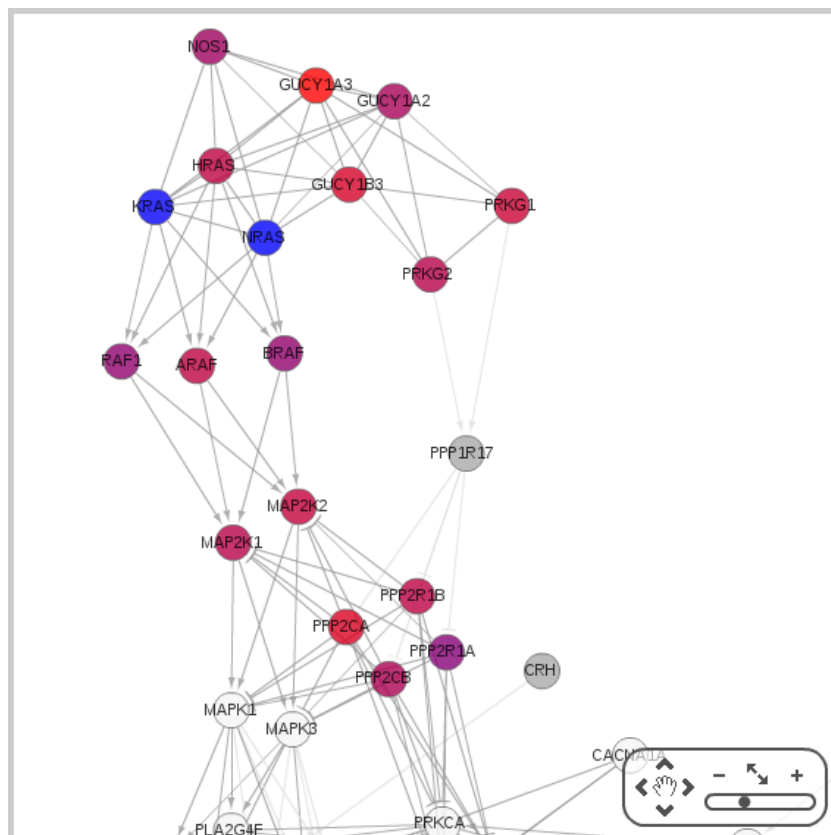 NOS1
GUCY1A3
GUCY1A2
HRAS
GUCY1B3
KRAS
PRKG1
NRAS
PRKG2
RAF1
ARAF
BRAF
PPP1R17
MAP2K2
MAP2K1
PPP2R1B
PPP2CA
PPP2R1A
PPP2CB
CRH
MAPK1
MAPK3
CACNA1A
PRKCA